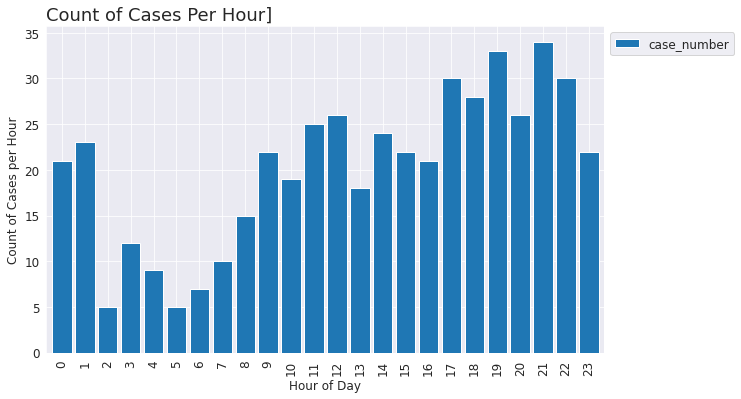 Count of Cases Per Hour]
case_number
Count of Cases per Hour
35
30
25
20
15
10
5
0
0 1 2 3 4 5 6 7 8 9 10 11 12 13 14 15 16 17 18 19 20 21 22 23
Hour of Day